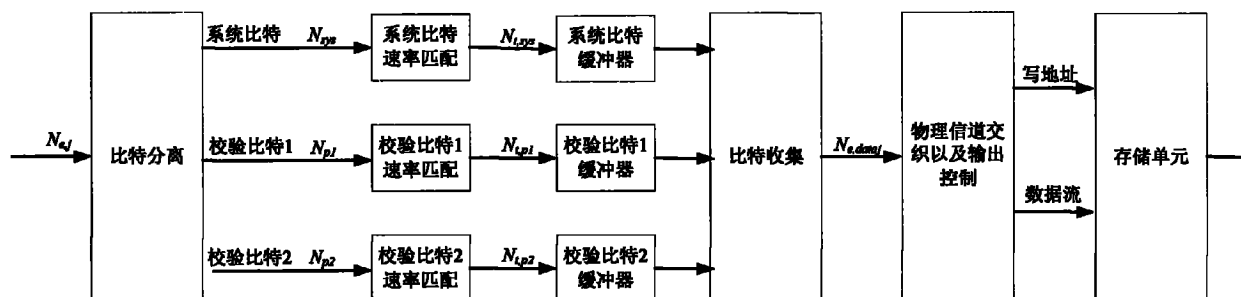 N_{e,j}
比特分离
系统比特 N_{sys}
系统比特
速率匹配
N_{t,sys}
系统比特
缓冲器
校验比特1 N_{p1}
校验比特1
速率匹配
N_{t,p1}
校验比特1
缓冲器
校验比特2 N_{p2}
校验比特2
速率匹配
N_{t,p2}
校验比特2
缓冲器
比特收集
N_{e,dataj}
物理信道交
织以及输出
控制
写地址
数据流
存储单元